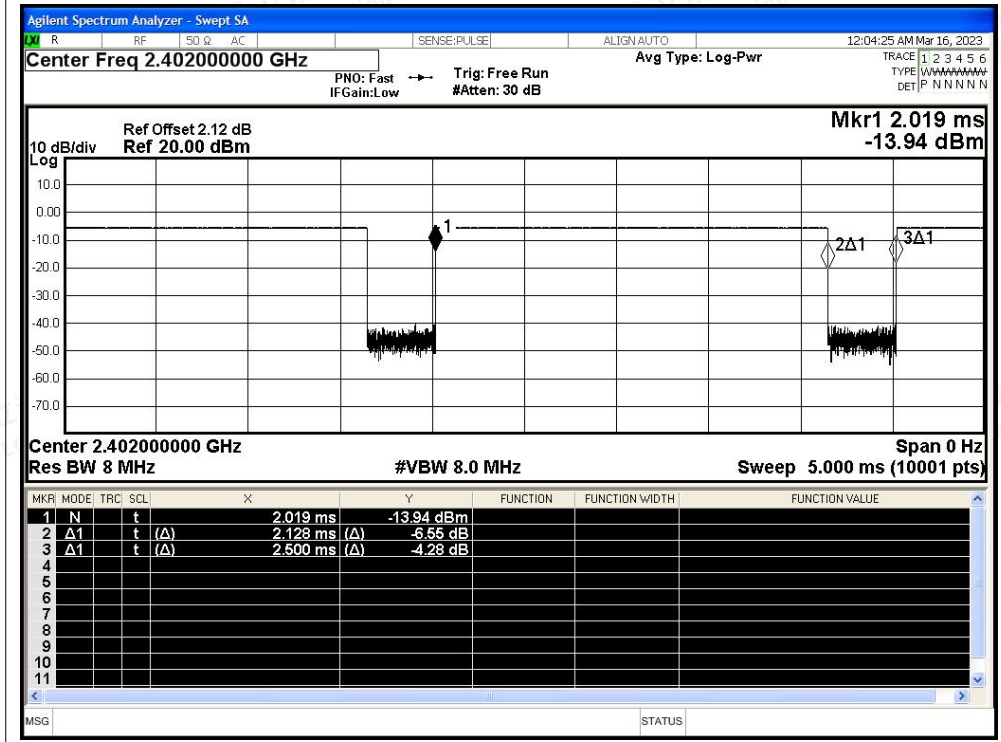 Agilent Spectrum Analyzer - Swept SA
LXI R RF 50 Ω AC SENSE:PULSE ALIGN AUTO 12:04:25 AM Mar 16, 2023
Center Freq 2.402000000 GHz
PNO: Fast Trig: Free Run Avg Type: Log-Pwr TRACE 1 2 3 4 5 6
IFGain:Low #Atten: 30 dB TYPE WWWWWW
DET P N N N N N
Mkr1 2.019 ms
Ref Offset 2.12 dB
10 dB/div Ref 20.00 dBm -13.94 dBm
Log
10.0
0.00
1
-10.0 2Δ1 3Δ1
-20.0
-30.0
-40.0
-50.0
-60.0
-70.0
Center 2.402000000 GHz Span 0 Hz
Res BW 8 MHz #VBW 8.0 MHz Sweep 5.000 ms (10001 pts)
MKR MODE TRC SCL X Y FUNCTION FUNCTION WIDTH FUNCTION VALUE
1 N t 2.019 ms -13.94 dBm
2 Δ1 t (Δ) 2.128 ms (Δ) -6.55 dB
3 Δ1 t (Δ) 2.500 ms (Δ) -4.28 dB
4
5
6
7
8
9
10
11
MSG STATUS